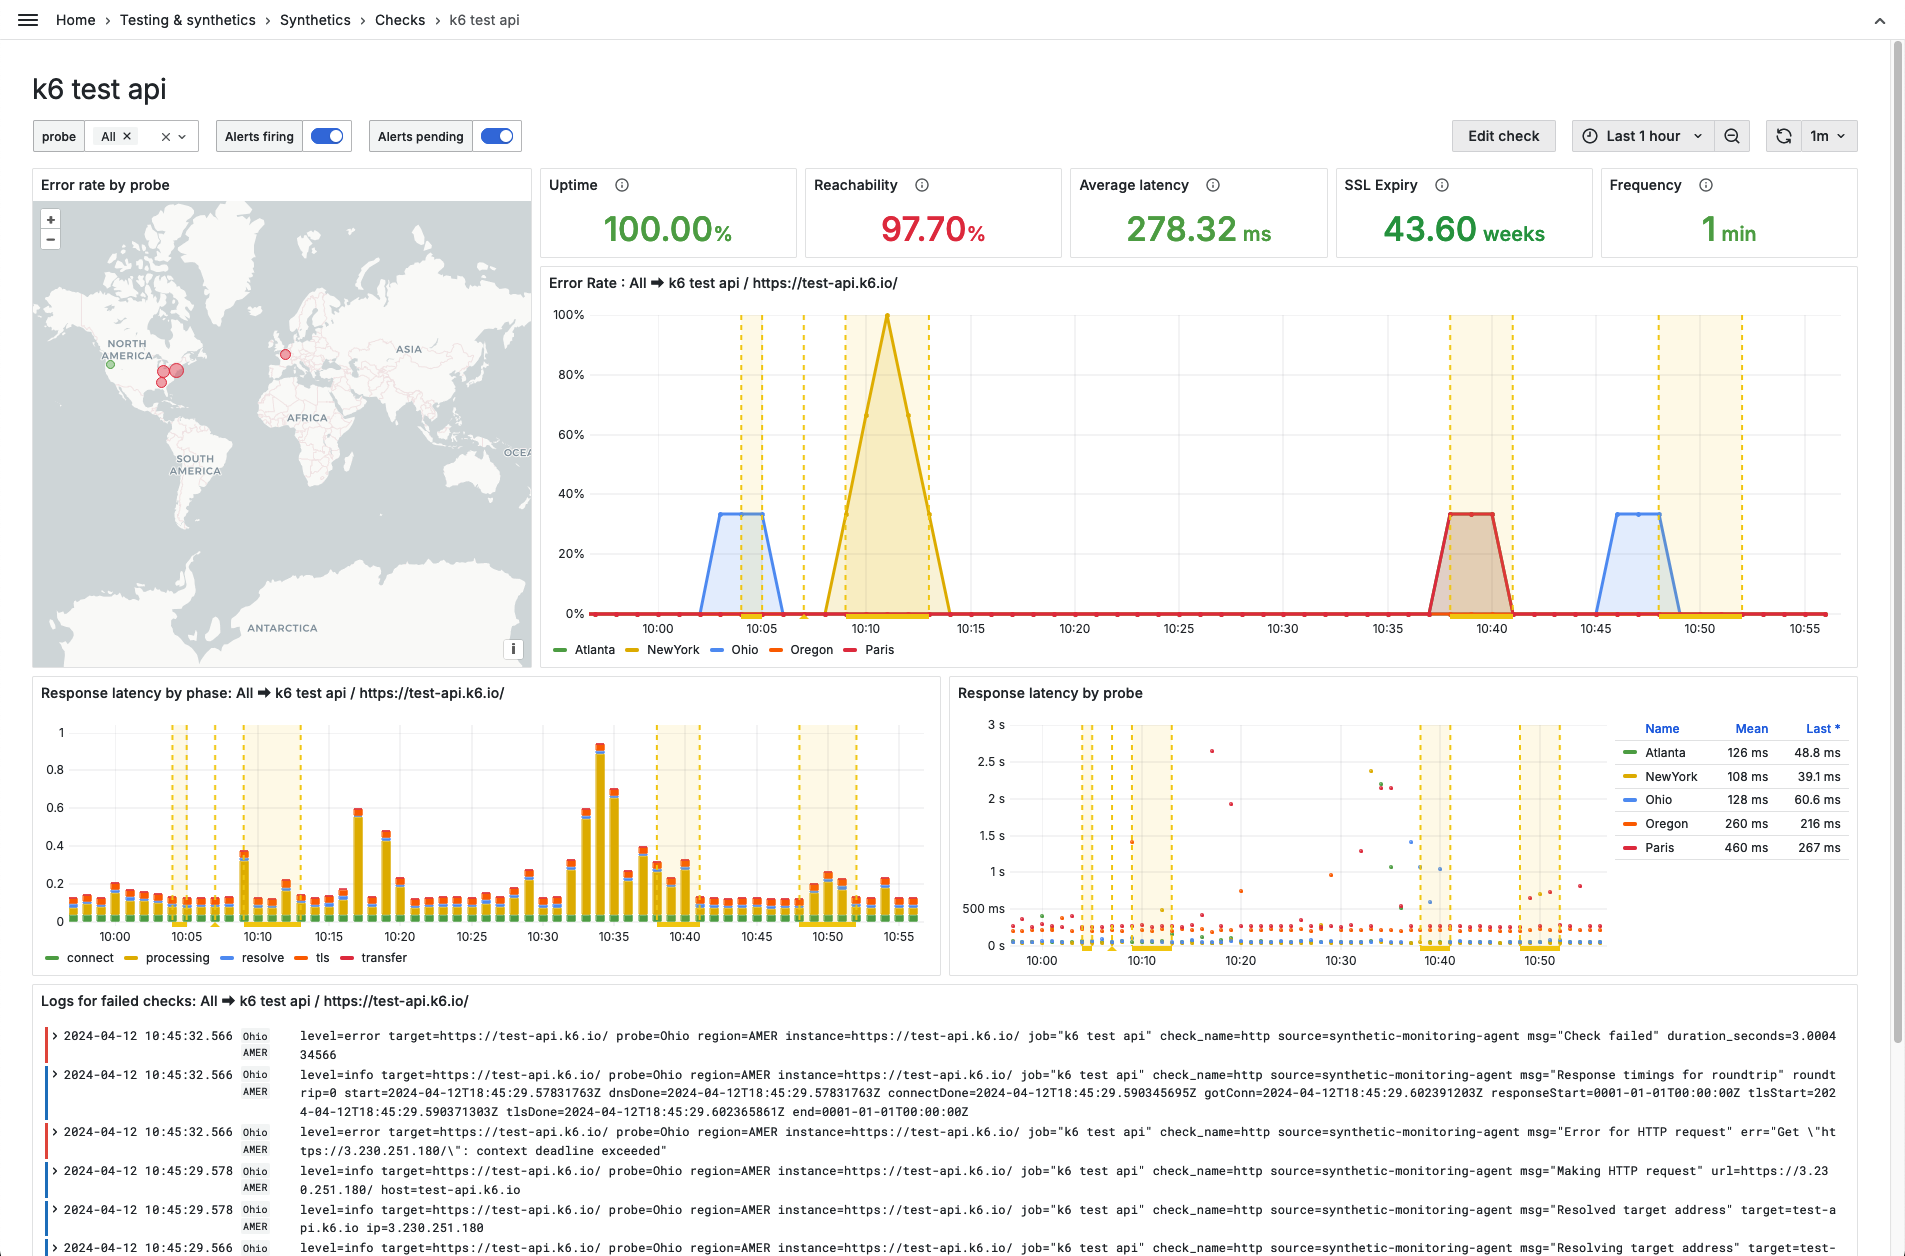 Home › Testing & synthetics › Synthetics › Checks › k6 test api
k6 test api
probe All × × Alerts firing Alerts pending Edit check Last 1 hour 1m
Error rate by probe
+
−
NORTH
AMERICA
ASIA
AFRICA
SOUTH
AMERICA
OCEA
ANTARCTICA
i
Uptime
100.00%
Reachability
97.70%
Average latency
278.32 ms
SSL Expiry
43.60 weeks
Frequency
1 min
Error Rate : All ➡ k6 test api / https://test-api.k6.io/
100%
80%
60%
40%
20%
0%
10:00 10:05 10:10 10:15 10:20 10:25 10:30 10:35 10:40 10:45 10:50 10:55
Atlanta NewYork Ohio Oregon Paris
Response latency by phase: All ➡ k6 test api / https://test-api.k6.io/
1
0.8
0.6
0.4
0.2
0
10:00 10:05 10:10 10:15 10:20 10:25 10:30 10:35 10:40 10:45 10:50 10:55
connect processing resolve tls transfer
Response latency by probe
3 s
2.5 s
2 s
1.5 s
1 s
500 ms
0 s
10:00 10:10 10:20 10:30 10:40 10:50
Name Mean Last *
Atlanta 126 ms 48.8 ms
NewYork 108 ms 39.1 ms
Ohio 128 ms 60.6 ms
Oregon 260 ms 216 ms
Paris 460 ms 267 ms
Logs for failed checks: All ➡ k6 test api / https://test-api.k6.io/
› 2024-04-12 10:45:32.566 Ohio level=error target=https://test-api.k6.io/ probe=Ohio region=AMER instance=https://test-api.k6.io/ job="k6 test api" check_name=http source=synthetic-monitoring-agent msg="Check failed" duration_seconds=3.0004
AMER 34566
› 2024-04-12 10:45:32.566 Ohio level=info target=https://test-api.k6.io/ probe=Ohio region=AMER instance=https://test-api.k6.io/ job="k6 test api" check_name=http source=synthetic-monitoring-agent msg="Response timings for roundtrip" roundt
AMER rip=0 start=2024-04-12T18:45:29.57831763Z dnsDone=2024-04-12T18:45:29.57831763Z connectDone=2024-04-12T18:45:29.590345695Z gotConn=2024-04-12T18:45:29.602391203Z responseStart=0001-01-01T00:00:00Z tlsStart=202
4-04-12T18:45:29.590371303Z tlsDone=2024-04-12T18:45:29.602365861Z end=0001-01-01T00:00:00Z
› 2024-04-12 10:45:32.566 Ohio level=error target=https://test-api.k6.io/ probe=Ohio region=AMER instance=https://test-api.k6.io/ job="k6 test api" check_name=http source=synthetic-monitoring-agent msg="Error for HTTP request" err="Get \"ht
AMER tps://3.230.251.180/\": context deadline exceeded"
› 2024-04-12 10:45:29.578 Ohio level=info target=https://test-api.k6.io/ probe=Ohio region=AMER instance=https://test-api.k6.io/ job="k6 test api" check_name=http source=synthetic-monitoring-agent msg="Making HTTP request" url=https://3.23
AMER 0.251.180/ host=test-api.k6.io
› 2024-04-12 10:45:29.578 Ohio level=info target=https://test-api.k6.io/ probe=Ohio region=AMER instance=https://test-api.k6.io/ job="k6 test api" check_name=http source=synthetic-monitoring-agent msg="Resolved target address" target=test-a
AMER pi.k6.io ip=3.230.251.180
› 2024-04-12 10:45:29.566 Ohio level=info target=https://test-api.k6.io/ probe=Ohio region=AMER instance=https://test-api.k6.io/ job="k6 test api" check_name=http source=synthetic-monitoring-agent msg="Resolving target address" target=test-